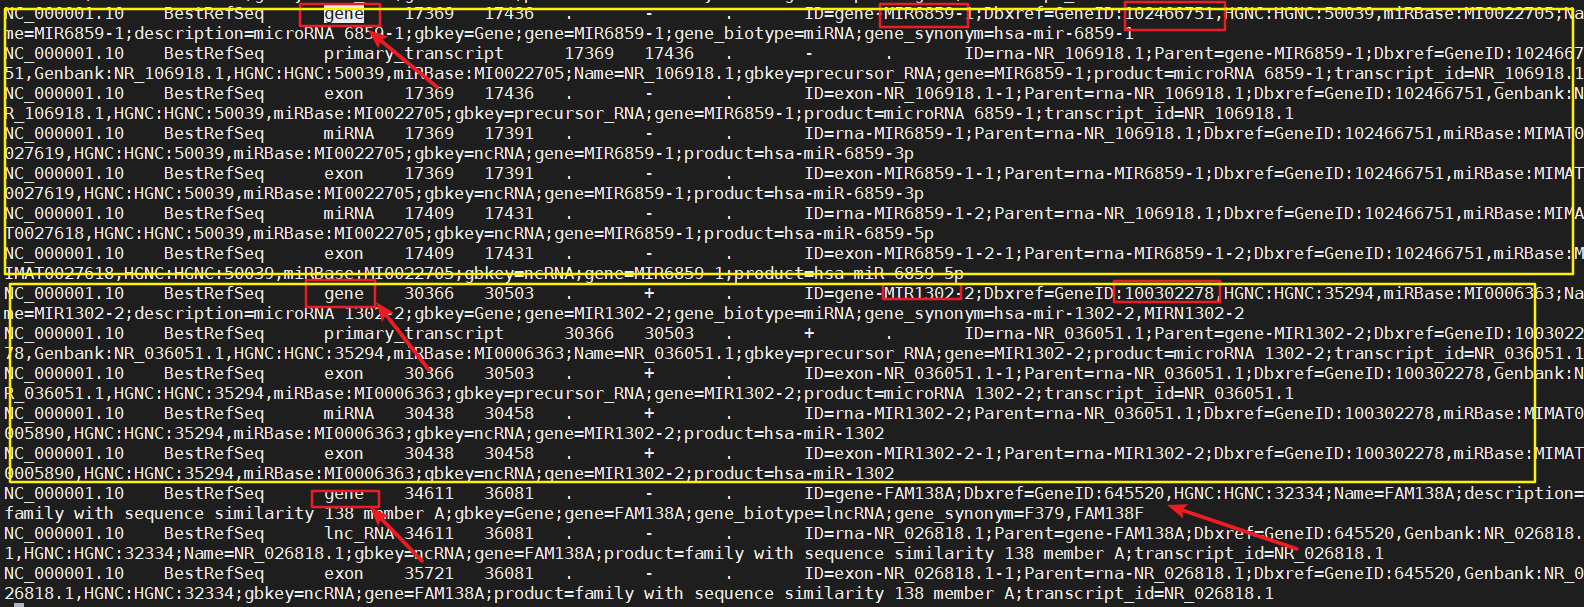 NC_000001.10    BestRefSeq      gene    17369   17436   .       -       .       ID=gene-MIR6859-1;Dbxref=GeneID:102466751,HGNC:HGNC:50039,miRBase:MI0022705;Na
me=MIR6859-1;description=microRNA 6859-1;gbkey=Gene;gene=MIR6859-1;gene_biotype=miRNA;gene_synonym=hsa-mir-6859-1
NC_000001.10    BestRefSeq      primary_transcript      17369   17436   .       -       .       ID=rna-NR_106918.1;Parent=gene-MIR6859-1;Dbxref=GeneID:1024667
51,Genbank:NR_106918.1,HGNC:HGNC:50039,miRBase:MI0022705;Name=NR_106918.1;gbkey=precursor_RNA;gene=MIR6859-1;product=microRNA 6859-1;transcript_id=NR_106918.1
NC_000001.10    BestRefSeq      exon    17369   17436   .       -       .       ID=exon-NR_106918.1-1;Parent=rna-NR_106918.1;Dbxref=GeneID:102466751,Genbank:N
R_106918.1,HGNC:HGNC:50039,miRBase:MI0022705;gbkey=precursor_RNA;gene=MIR6859-1;product=microRNA 6859-1;transcript_id=NR_106918.1
NC_000001.10    BestRefSeq      miRNA   17369   17391   .       -       .       ID=rna-MIR6859-1;Parent=rna-NR_106918.1;Dbxref=GeneID:102466751,miRBase:MIMAT0
027619,HGNC:HGNC:50039,miRBase:MI0022705;gbkey=ncRNA;gene=MIR6859-1;product=hsa-miR-6859-3p
NC_000001.10    BestRefSeq      exon    17369   17391   .       -       .       ID=exon-MIR6859-1-1;Parent=rna-MIR6859-1;Dbxref=GeneID:102466751,miRBase:MIMAT
0027619,HGNC:HGNC:50039,miRBase:MI0022705;gbkey=ncRNA;gene=MIR6859-1;product=hsa-miR-6859-3p
NC_000001.10    BestRefSeq      miRNA   17409   17431   .       -       .       ID=rna-MIR6859-1-2;Parent=rna-NR_106918.1;Dbxref=GeneID:102466751,miRBase:MIMA
T0027618,HGNC:HGNC:50039,miRBase:MI0022705;gbkey=ncRNA;gene=MIR6859-1;product=hsa-miR-6859-5p
NC_000001.10    BestRefSeq      exon    17409   17431   .       -       .       ID=exon-MIR6859-1-2-1;Parent=rna-MIR6859-1-2;Dbxref=GeneID:102466751,miRBase:M
IMAT0027618,HGNC:HGNC:50039,miRBase:MI0022705;gbkey=ncRNA;gene=MIR6859-1;product=hsa-miR-6859-5p
NC_000001.10    BestRefSeq      gene    30366   30503   .       +       .       ID=gene-MIR1302-2;Dbxref=GeneID:100302278,HGNC:HGNC:35294,miRBase:MI0006363;Na
me=MIR1302-2;description=microRNA 1302-2;gbkey=Gene;gene=MIR1302-2;gene_biotype=miRNA;gene_synonym=hsa-mir-1302-2,MIRN1302-2
NC_000001.10    BestRefSeq      primary_transcript      30366   30503   .       +       .       ID=rna-NR_036051.1;Parent=gene-MIR1302-2;Dbxref=GeneID:1003022
78,Genbank:NR_036051.1,HGNC:HGNC:35294,miRBase:MI0006363;Name=NR_036051.1;gbkey=precursor_RNA;gene=MIR1302-2;product=microRNA 1302-2;transcript_id=NR_036051.1
NC_000001.10    BestRefSeq      exon    30366   30503   .       +       .       ID=exon-NR_036051.1-1;Parent=rna-NR_036051.1;Dbxref=GeneID:100302278,Genbank:N
R_036051.1,HGNC:HGNC:35294,miRBase:MI0006363;gbkey=precursor_RNA;gene=MIR1302-2;product=microRNA 1302-2;transcript_id=NR_036051.1
NC_000001.10    BestRefSeq      miRNA   30438   30458   .       +       .       ID=rna-MIR1302-2;Parent=rna-NR_036051.1;Dbxref=GeneID:100302278,miRBase:MIMAT0
005890,HGNC:HGNC:35294,miRBase:MI0006363;gbkey=ncRNA;gene=MIR1302-2;product=hsa-miR-1302
NC_000001.10    BestRefSeq      exon    30438   30458   .       +       .       ID=exon-MIR1302-2-1;Parent=rna-MIR1302-2;Dbxref=GeneID:100302278,miRBase:MIMAT
0005890,HGNC:HGNC:35294,miRBase:MI0006363;gbkey=ncRNA;gene=MIR1302-2;product=hsa-miR-1302
NC_000001.10    BestRefSeq      gene    34611   36081   .       -       .       ID=gene-FAM138A;Dbxref=GeneID:645520,HGNC:HGNC:32334;Name=FAM138A;description=
family with sequence similarity 138 member A;gbkey=Gene;gene=FAM138A;gene_biotype=lncRNA;gene_synonym=F379,FAM138F
NC_000001.10    BestRefSeq      lnc_RNA 34611   36081   .       -       .       ID=rna-NR_026818.1;Parent=gene-FAM138A;Dbxref=GeneID:645520,Genbank:NR_026818.
1,HGNC:HGNC:32334;Name=NR_026818.1;gbkey=ncRNA;gene=FAM138A;product=family with sequence similarity 138 member A;transcript_id=NR_026818.1
NC_000001.10    BestRefSeq      exon    35721   36081   .       -       .       ID=exon-NR_026818.1-1;Parent=rna-NR_026818.1;Dbxref=GeneID:645520,Genbank:NR_0
26818.1,HGNC:HGNC:32334;gbkey=ncRNA;gene=FAM138A;product=family with sequence similarity 138 member A;transcript_id=NR_026818.1